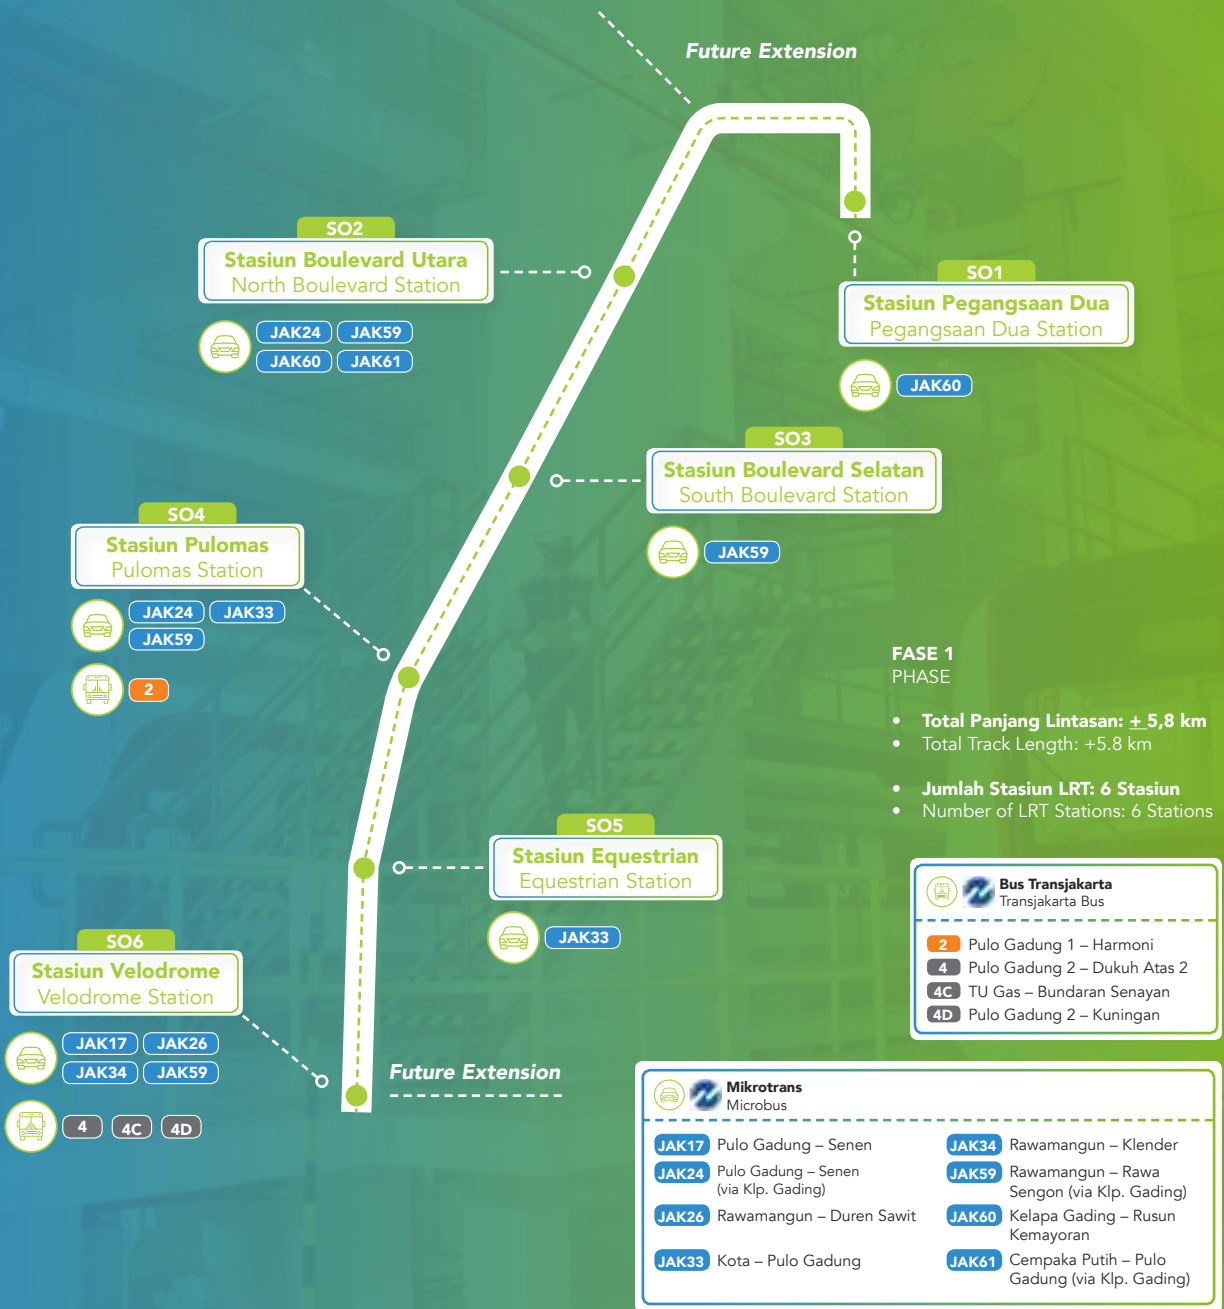 Future Extension
SO2
Stasiun Boulevard Utara
North Boulevard Station
JAK24 JAK59
JAK60 JAK61
SO1
Stasiun Pegangsaan Dua
Pegangsaan Dua Station
JAK60
SO3
Stasiun Boulevard Selatan
South Boulevard Station
JAK59
SO4
Stasiun Pulomas
Pulomas Station
JAK24 JAK33
JAK59
2
FASE 1
PHASE
• Total Panjang Lintasan: ± 5,8 km
• Total Track Length: +5.8 km
• Jumlah Stasiun LRT: 6 Stasiun
• Number of LRT Stations: 6 Stations
SO5
Stasiun Equestrian
Equestrian Station
JAK33
SO6
Stasiun Velodrome
Velodrome Station
JAK17 JAK26
JAK34 JAK59
4 4C 4D
Future Extension
Bus Transjakarta
Transjakarta Bus
2 Pulo Gadung 1 – Harmoni
4 Pulo Gadung 2 – Dukuh Atas 2
4C TU Gas – Bundaran Senayan
4D Pulo Gadung 2 – Kuningan
Mikrotrans
Microbus
JAK17 Pulo Gadung – Senen
JAK24 Pulo Gadung – Senen
(via Klp. Gading)
JAK26 Rawamangun – Duren Sawit
JAK33 Kota – Pulo Gadung
JAK34 Rawamangun – Klender
JAK59 Rawamangun – Rawa
Sengon (via Klp. Gading)
JAK60 Kelapa Gading – Rusun
Kemayoran
JAK61 Cempaka Putih – Pulo
Gadung (via Klp. Gading)